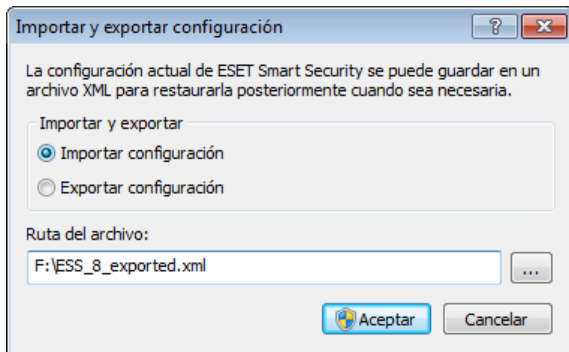 Importar y exportar configuración
La configuración actual de ESET Smart Security se puede guardar en un
archivo XML para restaurarla posteriormente cuando sea necesaria.
Importar y exportar
Importar configuración
Exportar configuración
Ruta del archivo:
F:\ESS_8_exported.xml
...
Aceptar
Cancelar